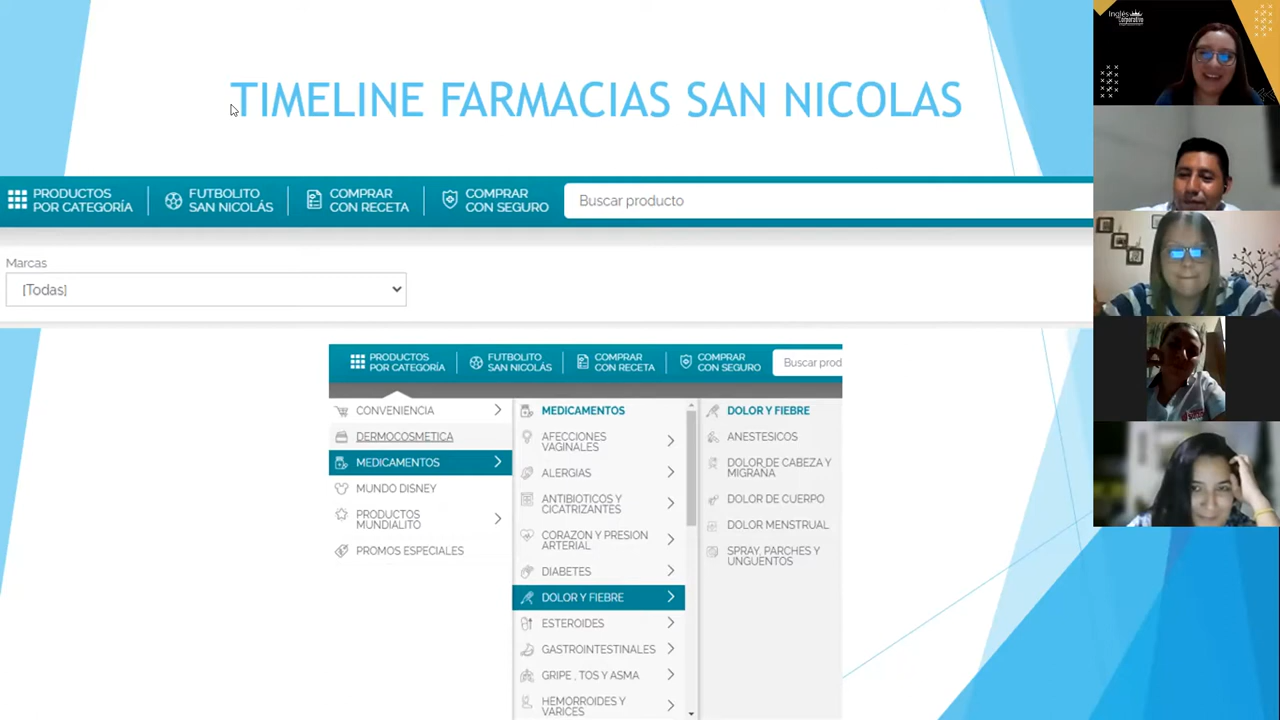 TIMELINE FARMACIAS SAN NICOLAS
Inglés
Corporativo
PRODUCTOS
POR CATEGORÍA
FUTBOLITO
SAN NICOLÁS
COMPRAR
CON RECETA
COMPRAR
CON SEGURO
Buscar producto
Marcas
[Todas]
PRODUCTOS
POR CATEGORÍA
FUTBOLITO
SAN NICOLÁS
COMPRAR
CON RECETA
COMPRAR
CON SEGURO
Buscar prod
CONVENIENCIA
DERMOCOSMETICA
MEDICAMENTOS
MUNDO DISNEY
PRODUCTOS
MUNDIALITO
PROMOS ESPECIALES
MEDICAMENTOS
AFECCIONES
VAGINALES
ALERGIAS
ANTIBIOTICOS Y
CICATRIZANTES
CORAZON Y PRESION
ARTERIAL
DIABETES
DOLOR Y FIEBRE
ESTEROIDES
GASTROINTESTINALES
GRIPE , TOS Y ASMA
HEMORROIDES Y
VARICES
DOLOR Y FIEBRE
ANESTESICOS
DOLOR DE CABEZA Y
MIGRAÑA
DOLOR DE CUERPO
DOLOR MENSTRUAL
SPRAY, PARCHES Y
UNGUENTOS